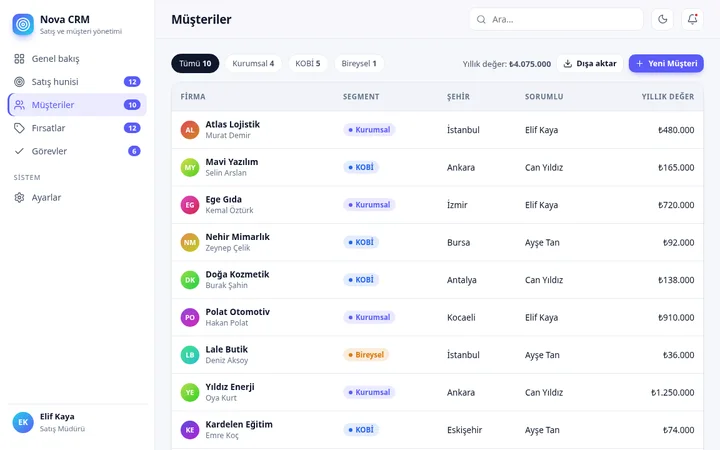 Nova CRM
Satış ve müşteri yönetimi
Genel bakış
Satış hunisi 12
Müşteriler 10
Fırsatlar 12
Görevler 6
SİSTEM
Ayarlar
EK
Elif Kaya
Satış Müdürü
Müşteriler
Ara...
Tümü 10
Kurumsal 4
KOBİ 5
Bireysel 1
Yıllık değer: ₺4.075.000
Dışa aktar
Yeni Müşteri
FİRMA SEGMENT ŞEHİR SORUMLU YILLIK DEĞER
AL Atlas Lojistik Kurumsal İstanbul Elif Kaya ₺480.000
Murat Demir
MY Mavi Yazılım KOBİ Ankara Can Yıldız ₺165.000
Selin Arslan
EG Ege Gıda Kurumsal İzmir Elif Kaya ₺720.000
Kemal Öztürk
NM Nehir Mimarlık KOBİ Bursa Ayşe Tan ₺92.000
Zeynep Çelik
DK Doğa Kozmetik KOBİ Antalya Can Yıldız ₺138.000
Burak Şahin
PO Polat Otomotiv Kurumsal Kocaeli Elif Kaya ₺910.000
Hakan Polat
LB Lale Butik Bireysel İstanbul Ayşe Tan ₺36.000
Deniz Aksoy
YE Yıldız Enerji Kurumsal Ankara Can Yıldız ₺1.250.000
Oya Kurt
KE Kardelen Eğitim KOBİ Eskişehir Ayşe Tan ₺74.000
Emre Koç